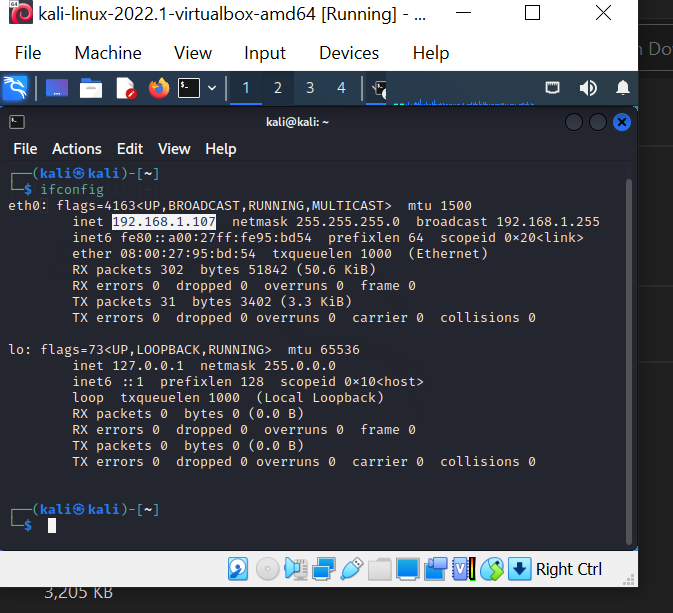 kali-linux-2022.1-virtualbox-amd64 [Running] - ...
File Machine View Input Devices Help
1 2 3 4
kali@kali: ~
File Actions Edit View Help
┌──(kali㉿kali)-[~]
└─$ ifconfig
eth0: flags=4163<UP,BROADCAST,RUNNING,MULTICAST>  mtu 1500
        inet 192.168.1.107  netmask 255.255.255.0  broadcast 192.168.1.255
        inet6 fe80::a00:27ff:fe95:bd54  prefixlen 64  scopeid 0×20<link>
        ether 08:00:27:95:bd:54  txqueuelen 1000  (Ethernet)
        RX packets 302  bytes 51842 (50.6 KiB)
        RX errors 0  dropped 0  overruns 0  frame 0
        TX packets 31  bytes 3402 (3.3 KiB)
        TX errors 0  dropped 0 overruns 0  carrier 0  collisions 0
lo: flags=73<UP,LOOPBACK,RUNNING>  mtu 65536
        inet 127.0.0.1  netmask 255.0.0.0
        inet6 ::1  prefixlen 128  scopeid 0×10<host>
        loop  txqueuelen 1000  (Local Loopback)
        RX packets 0  bytes 0 (0.0 B)
        RX errors 0  dropped 0  overruns 0  frame 0
        TX packets 0  bytes 0 (0.0 B)
        TX errors 0  dropped 0 overruns 0  carrier 0  collisions 0
┌──(kali㉿kali)-[~]
└─$
Right Ctrl
3,205 KB